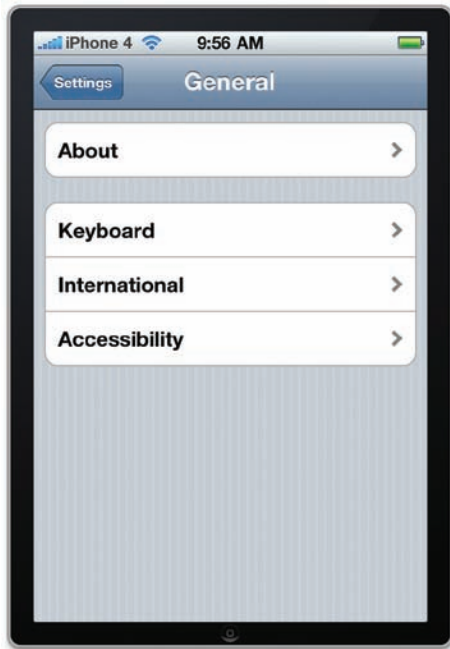 iPhone 4 9:56 AM
Settings General
About
Keyboard
International
Accessibility